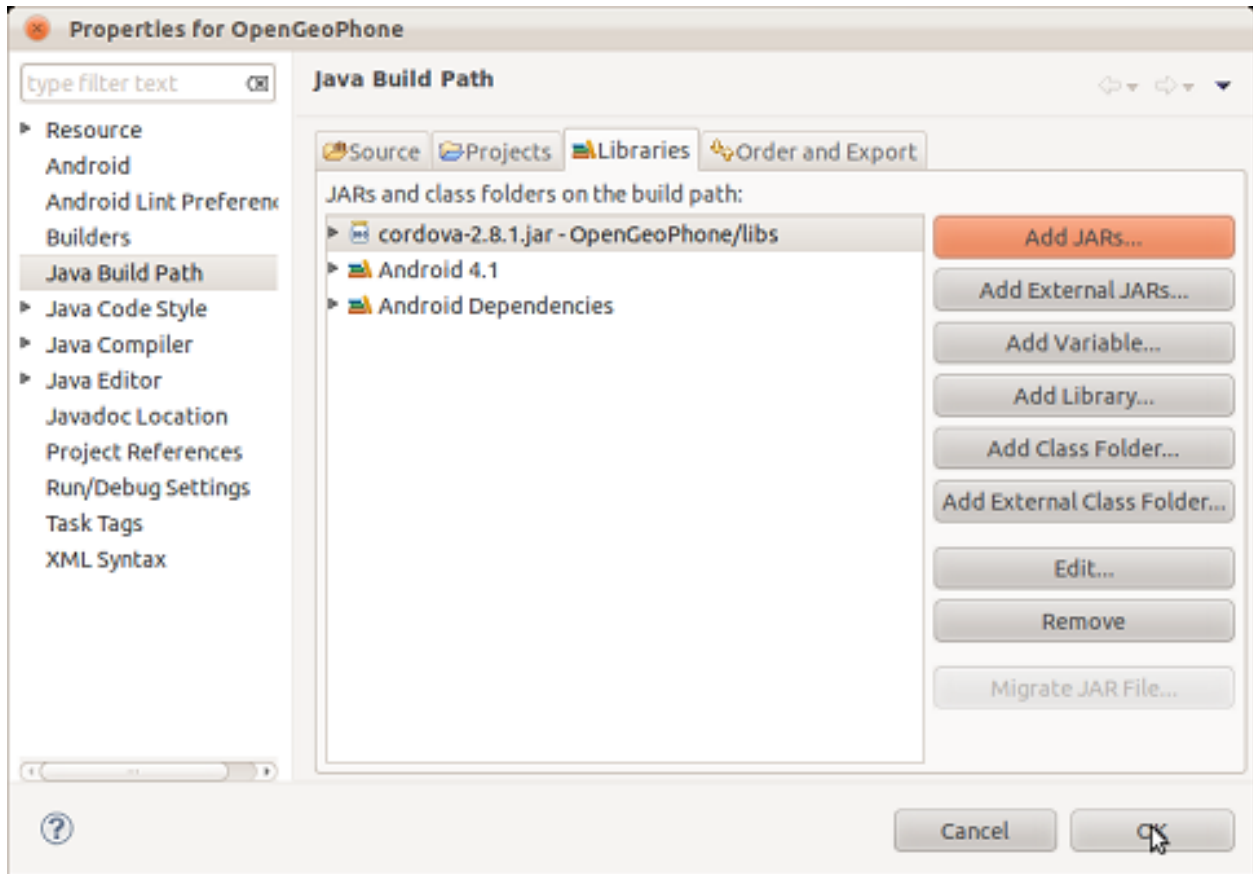 Properties for OpenGeoPhone
type filter text
Java Build Path
Resource
Android
Android Lint Preferen
Builders
Java Build Path
Java Code Style
Java Compiler
Java Editor
Javadoc Location
Project References
Run/Debug Settings
Task Tags
XML Syntax
Source Projects Libraries Order and Export
JARs and class folders on the build path:
cordova-2.8.1.jar - OpenGeoPhone/libs
Android 4.1
Android Dependencies
Add JARs...
Add External JARs...
Add Variable...
Add Library...
Add Class Folder...
Add External Class Folder...
Edit...
Remove
Migrate JAR File...
? Cancel OK